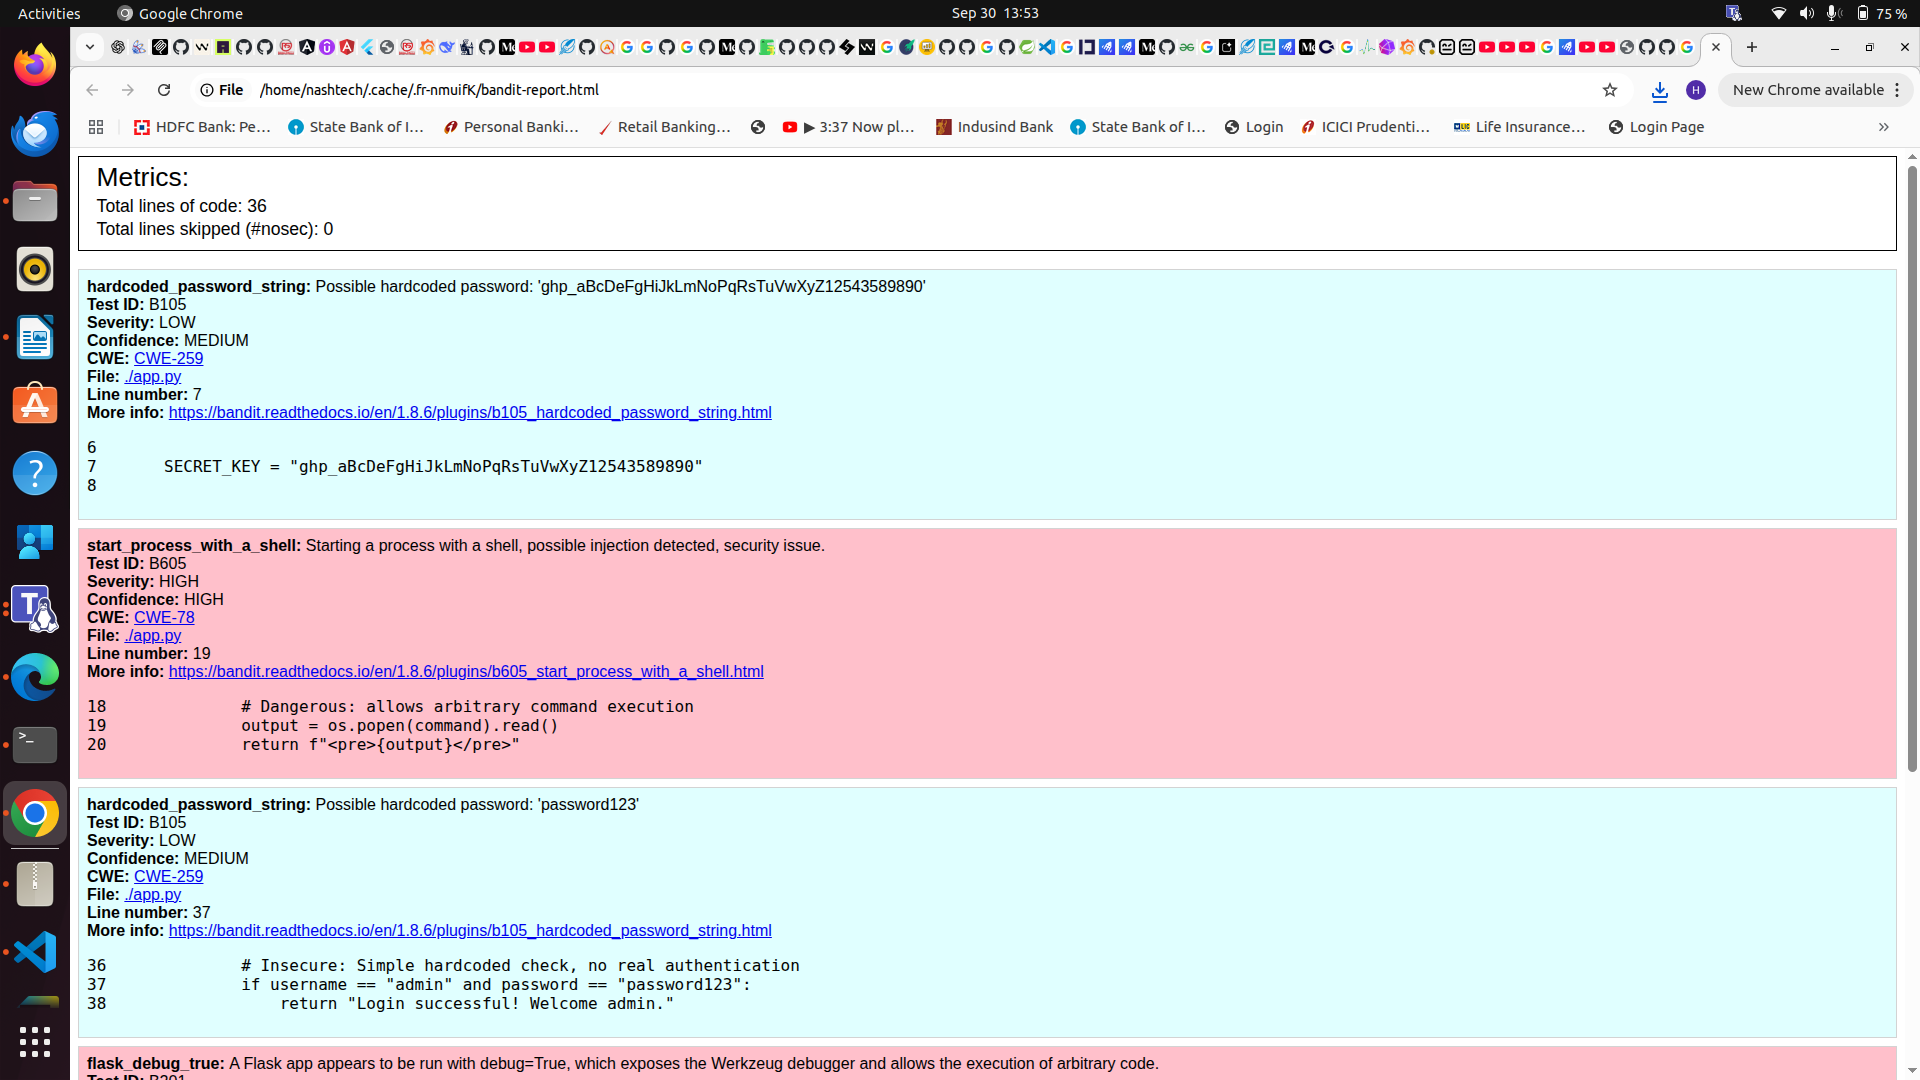 Activities Google Chrome Sep 30 13:53 75 %
File /home/nashtech/.cache/.fr-nmuifK/bandit-report.html New Chrome available
HDFC Bank: Pe... State Bank of I... Personal Banki... Retail Banking... ▶ 3:37 Now pl... Indusind Bank State Bank of I... Login ICICI Prudenti... Life Insurance... Login Page »
Metrics:
Total lines of code: 36
Total lines skipped (#nosec): 0
hardcoded_password_string: Possible hardcoded password: 'ghp_aBcDeFgHiJkLmNoPqRsTuVwXyZ12543589890'
Test ID: B105
Severity: LOW
Confidence: MEDIUM
CWE: CWE-259
File: ./app.py
Line number: 7
More info: https://bandit.readthedocs.io/en/1.8.6/plugins/b105_hardcoded_password_string.html
6
7 SECRET_KEY = "ghp_aBcDeFgHiJkLmNoPqRsTuVwXyZ12543589890"
8
start_process_with_a_shell: Starting a process with a shell, possible injection detected, security issue.
Test ID: B605
Severity: HIGH
Confidence: HIGH
CWE: CWE-78
File: ./app.py
Line number: 19
More info: https://bandit.readthedocs.io/en/1.8.6/plugins/b605_start_process_with_a_shell.html
18 # Dangerous: allows arbitrary command execution
19 output = os.popen(command).read()
20 return f"<pre>{output}</pre>"
hardcoded_password_string: Possible hardcoded password: 'password123'
Test ID: B105
Severity: LOW
Confidence: MEDIUM
CWE: CWE-259
File: ./app.py
Line number: 37
More info: https://bandit.readthedocs.io/en/1.8.6/plugins/b105_hardcoded_password_string.html
36 # Insecure: Simple hardcoded check, no real authentication
37 if username == "admin" and password == "password123":
38 return "Login successful! Welcome admin."
flask_debug_true: A Flask app appears to be run with debug=True, which exposes the Werkzeug debugger and allows the execution of arbitrary code.
Test ID: B201